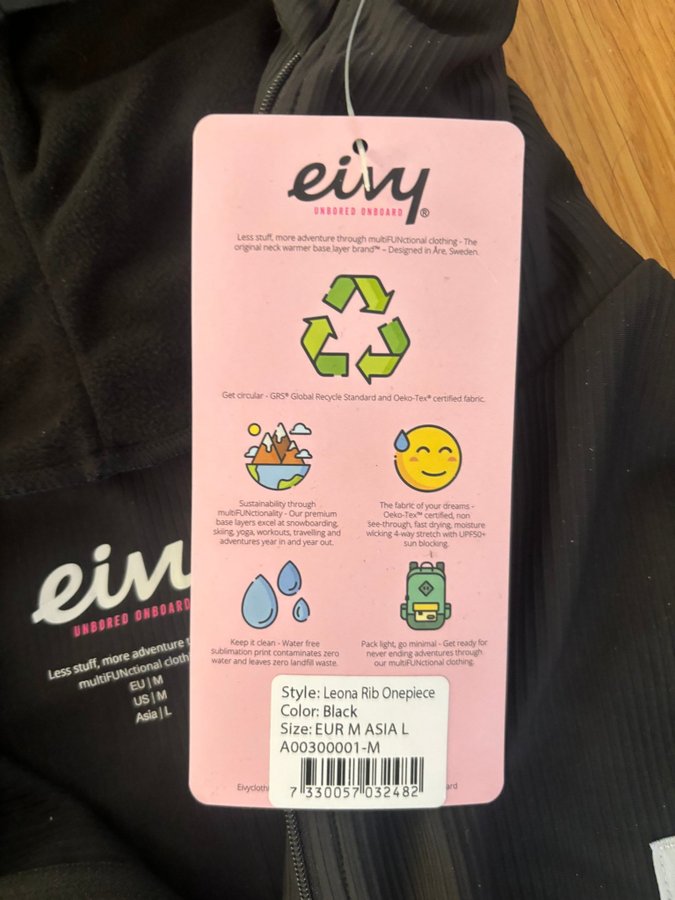 eivy
UNBORED ONBOARD
®
Less stuff, more adventure through multiFUNctional clothing - The
original neck warmer base layer brand™ – Designed in Åre, Sweden.
Get circular - GRS® Global Recycle Standard and Oeko-Tex® certified fabric.
Sustainability through
multiFUNctionality - Our premium
base layers excel at snowboarding,
skiing, yoga, workouts, travelling and
adventures year in and year out.
The fabric of your dreams -
Oeko-Tex™ certified, non
see-through, fast drying, moisture
wicking 4-way stretch with UPF50+
sun blocking.
Keep it clean - Water free
sublimation print contaminates zero
water and leaves zero landfill waste.
Pack light, go minimal - Get ready for
never ending adventures through
our multiFUNctional clothing.
Style: Leona Rib Onepiece
Color: Black
Size: EUR M ASIA L
A00300001-M
7 330057 032482
Eivycloth
ard
eivy
UNBORED ONBOARD
Less stuff, more adventure t
multiFUNctional cloth
EU | M
US | M
Asia | L